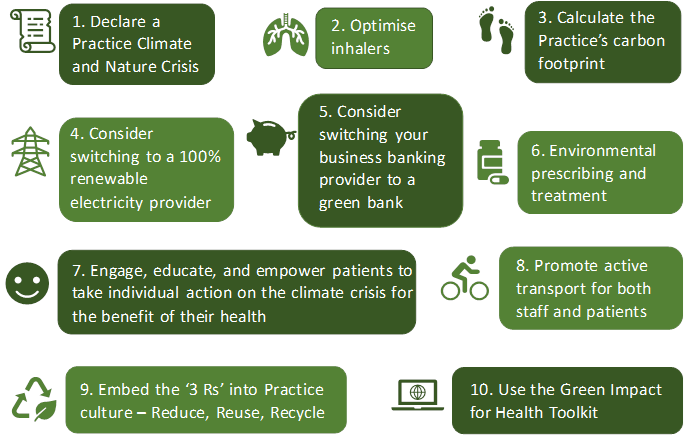 1. Declare a
Practice Climate
and Nature Crisis
2. Optimise
inhalers
3. Calculate the
Practice’s carbon
footprint
4. Consider
switching to a 100%
renewable
electricity provider
5. Consider
switching your
business banking
provider to a
green bank
6. Environmental
prescribing and
treatment
7. Engage, educate, and empower patients to
take individual action on the climate crisis for
the benefit of their health
8. Promote active
transport for both
staff and patients
9. Embed the ‘3 Rs’ into Practice
culture – Reduce, Reuse, Recycle
10. Use the Green Impact
for Health Toolkit